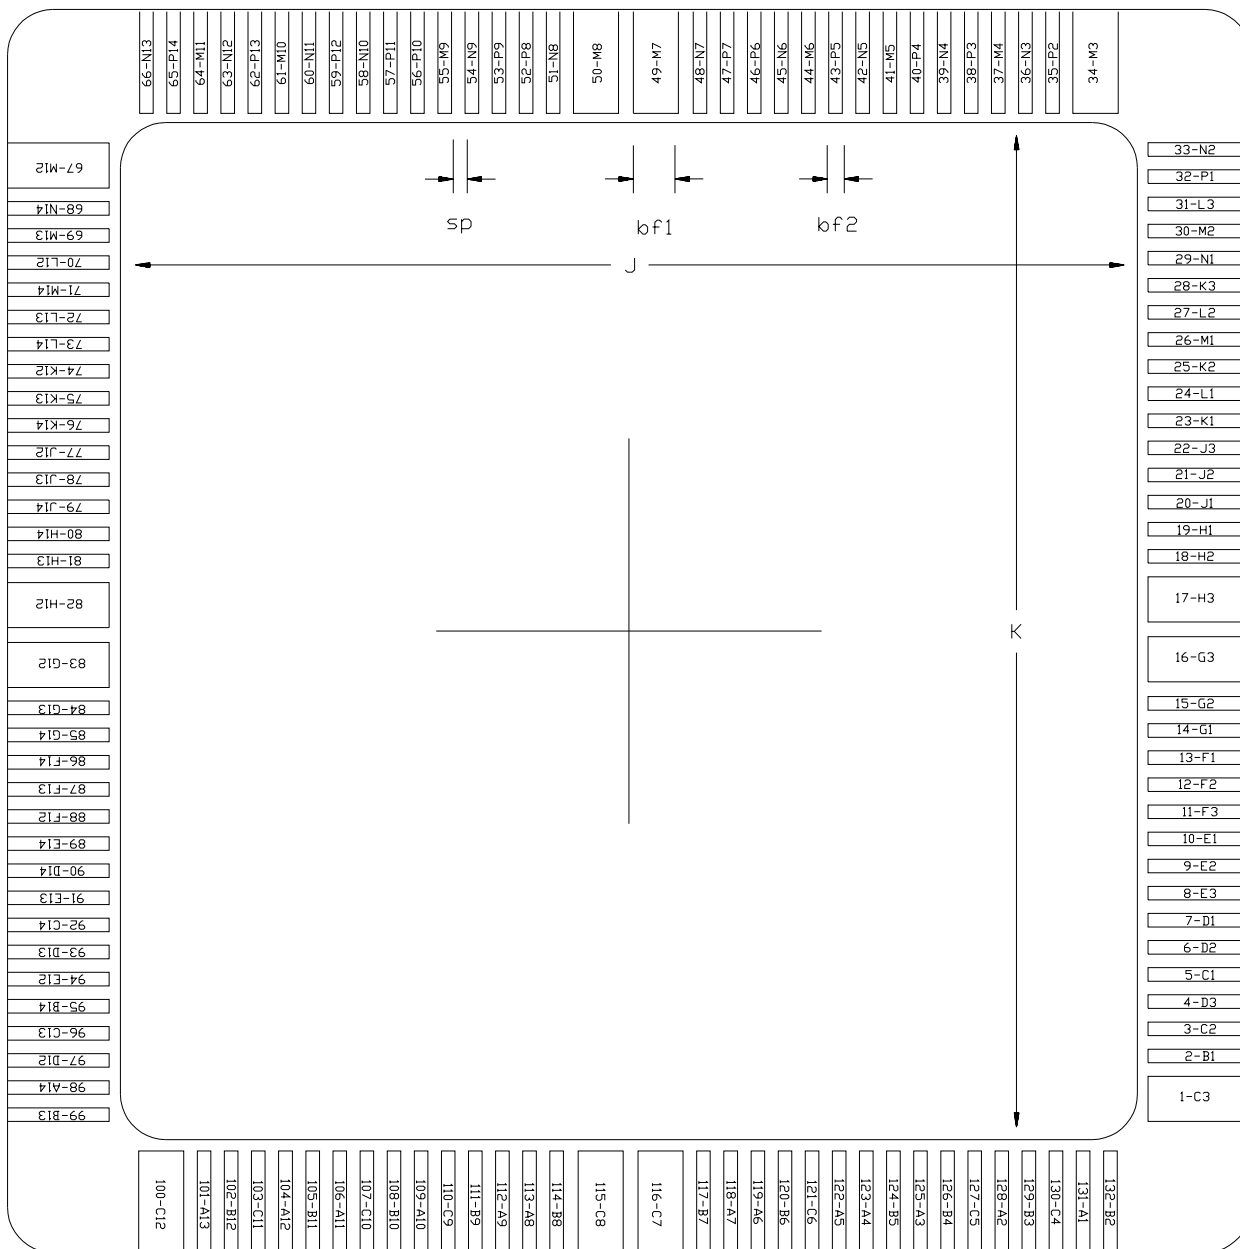 66-N13
65-P14
64-M11
63-N12
62-P13
61-M10
60-N11
59-P12
58-N10
57-P11
56-P10
55-M9
54-N9
53-P9
52-P8
51-N8
50-M8
49-M7
48-N7
47-P7
46-P6
45-N6
44-M6
43-P5
42-N5
41-M5
40-P4
39-N4
38-P3
37-M4
36-N3
35-P2
34-M3
67-M12
68-N14
69-M13
70-L12
71-M14
72-L13
73-L14
74-K12
75-K13
76-K14
77-J12
78-J13
79-J14
80-H14
81-H13
82-H12
83-G12
84-G13
85-G14
86-F14
87-F13
88-F12
89-E14
90-D14
91-E13
92-C14
93-D13
94-E12
95-B14
96-C13
97-D12
98-A14
99-B13
sp
bf1
bf2
J
K
33-N2
32-P1
31-L3
30-M2
29-N1
28-K3
27-L2
26-M1
25-K2
24-L1
23-K1
22-J3
21-J2
20-J1
19-H1
18-H2
17-H3
16-G3
15-G2
14-G1
13-F1
12-F2
11-F3
10-E1
9-E2
8-E3
7-D1
6-D2
5-C1
4-D3
3-C2
2-B1
1-C3
100-C12
101-A13
102-B12
103-C11
104-A12
105-B11
106-A11
107-C10
108-B10
109-A10
110-C9
111-B9
112-A9
113-A8
114-B8
115-C8
116-C7
117-B7
118-A7
119-A6
120-B6
121-C6
122-A5
123-A4
124-B5
125-A3
126-B4
127-C5
128-A2
129-B3
130-C4
131-A1
132-B2